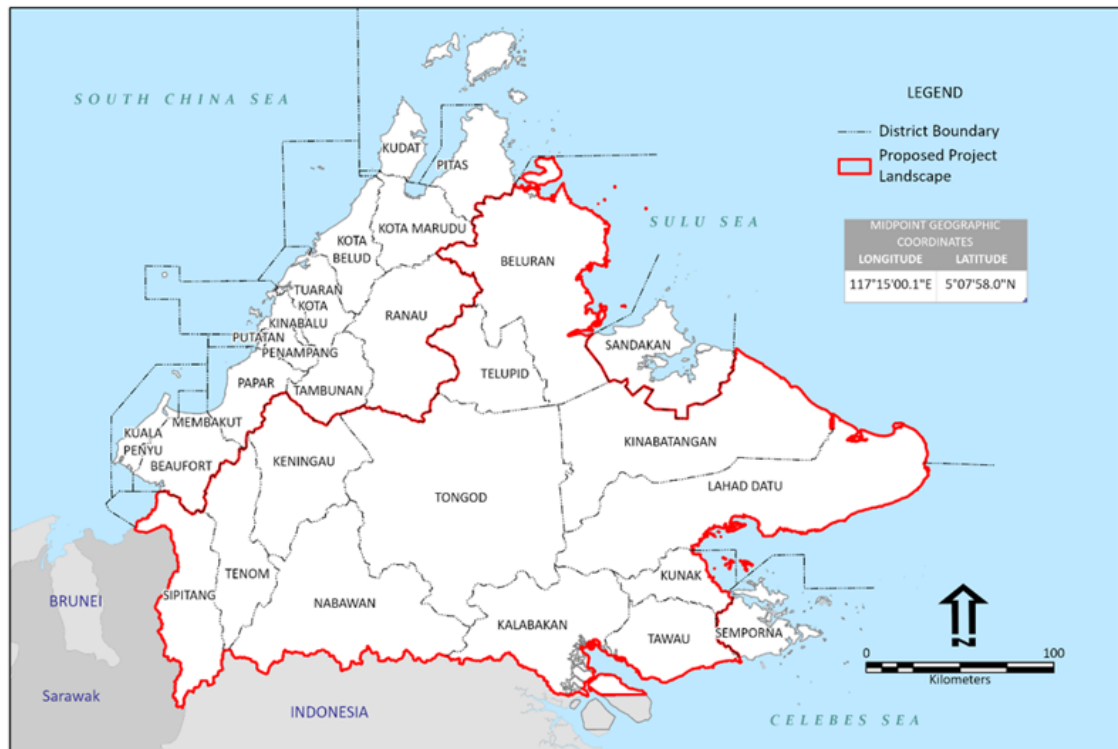 SOUTH CHINA SEA
LEGEND
District Boundary
Proposed Project
Landscape
KUDAT
PITAS
SULU SEA
MIDPOINT GEOGRAPHIC
COORDINATES
LONGITUDE LATITUDE
117°15'00.1"E 5°07'58.0"N
KOTA MARUDU
KOTA
BELUD
BELURAN
TUARAN
KOTA
KINABALU
RANAU
PUTATAN
PENAMPANG
SANDAKAN
TELUPID
PAPAR
TAMBUNAN
MEMBAKUT
KUALA
PENYU
BEAUFORT
KINABATANGAN
KENINGAU
LAHAD DATU
TONGOD
TENOM
KUNAK
SIPITANG
BRUNEI
NABAWAN
KALABAKAN
TAWAU
SEMPORNA
N
0 100
Kilometers
Sarawak
INDONESIA
CELEBES SEA